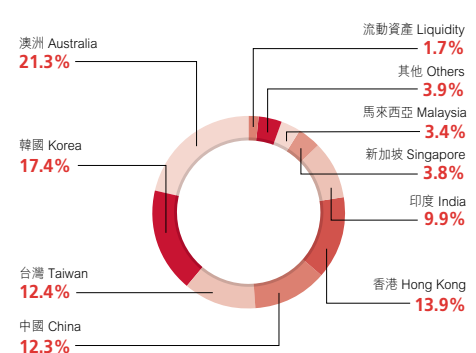 澳洲 Australia
21.3%
韓國 Korea
17.4%
台灣 Taiwan
12.4%
中國 China
12.3%
流動資產 Liquidity
1.7%
其他 Others
3.9%
馬來西亞 Malaysia
3.4%
新加坡 Singapore
3.8%
印度 India
9.9%
香港 Hong Kong
13.9%